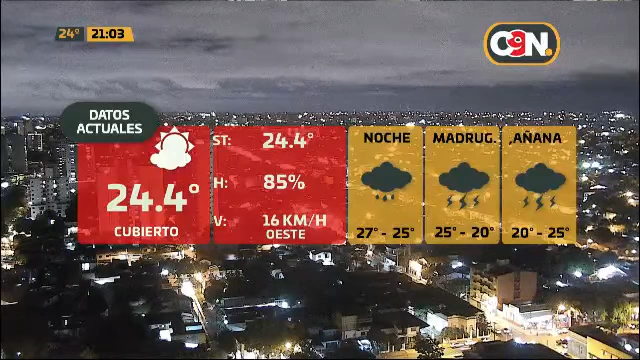 24° 21:03
C9N.
DATOS
ACTUALES
24.4°
CUBIERTO
ST: 24.4°
H: 85%
V: 16 KM/H
OESTE
NOCHE
27° - 25°
MADRUG.
25° - 20°
AÑANA
20° - 25°